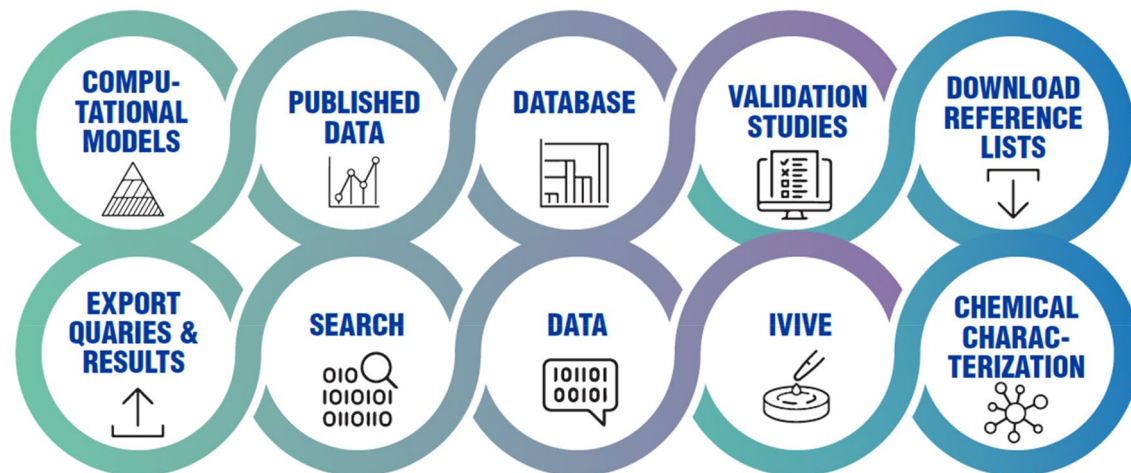 COMPU-
TATIONAL
MODELS
PUBLISHED
DATA
DATABASE
VALIDATION
STUDIES
DOWNLOAD
REFERENCE
LISTS
EXPORT
QUARIES &
RESULTS
SEARCH
010
1010101
0110110
DATA
101101
00101
IVIVE
CHEMICAL
CHARAC-
TERIZATION